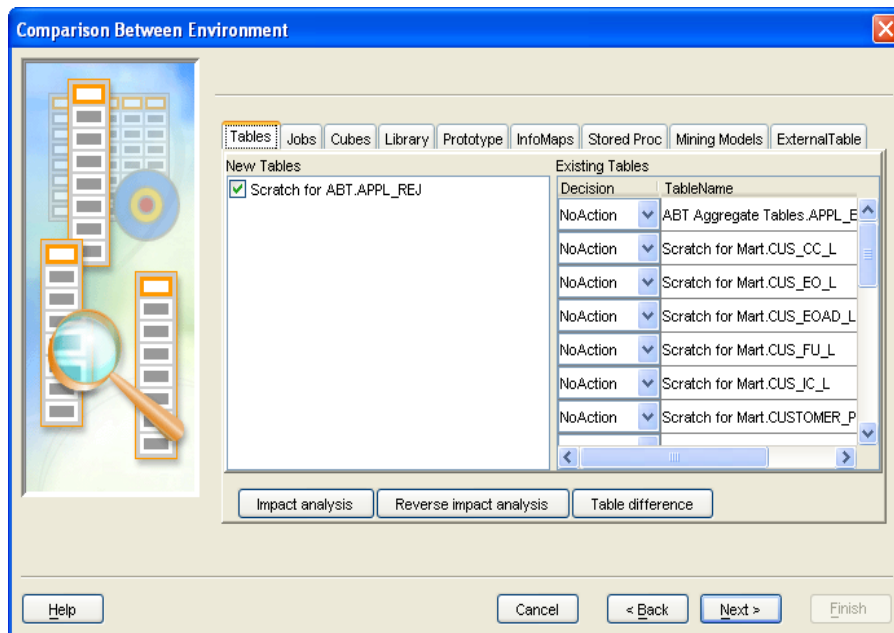 Comparison Between Environment
Tables Jobs Cubes Library Prototype InfoMaps Stored Proc Mining Models ExternalTable
New Tables
Scratch for ABT.APPL_REJ
Existing Tables
Decision TableName
NoAction ABT Aggregate Tables.APPL_E
NoAction Scratch for Mart.CUS_CC_L
NoAction Scratch for Mart.CUS_EO_L
NoAction Scratch for Mart.CUS_EOAD_L
NoAction Scratch for Mart.CUS_FU_L
NoAction Scratch for Mart.CUS_IC_L
NoAction Scratch for Mart.CUSTOMER_P
Impact analysis Reverse impact analysis Table difference
Help Cancel < Back Next > Finish